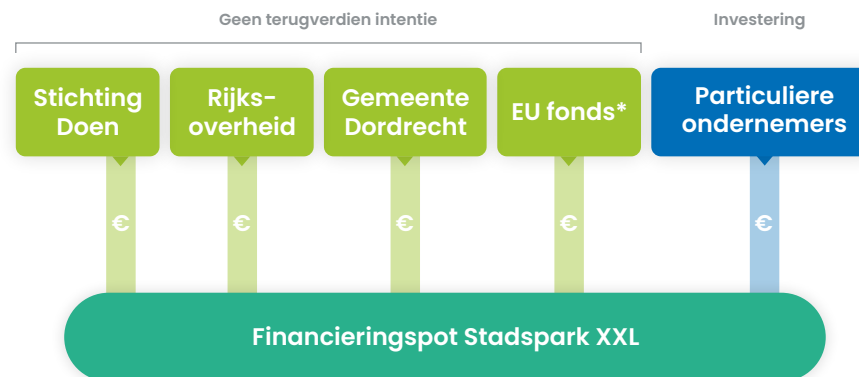 Geen terugverdien intentie
Investering
Stichting
Doen
Rijks-
overheid
Gemeente
Dordrecht
EU fonds*
Particuliere
ondernemers
€
€
€
€
€
Financieringspot Stadspark XXL